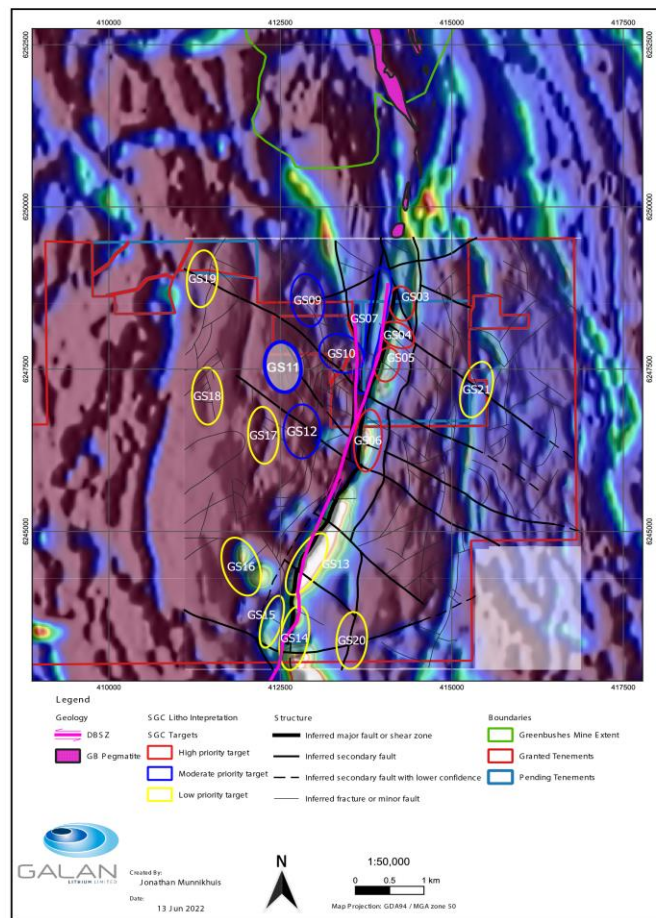 410000 412500 415000 417500
6252500
6250000
6247500
6245000
GS19
GS09
GS03
GS07
GS04
GS10
GS05
GS11
GS21
GS18
GS17
GS12
GS06
GS13
GS16
GS15
GS14
GS20
410000 412500 415000 417500
Legend
Geology
DBSZ
GB Pegmatite
SGC Litho Intepretation
SGC Targets
High priority target
Moderate priority target
Low priority target
Structure
Inferred major fault or shear zone
Inferred secondary fault
Inferred secondary fault with lower confidence
Inferred fracture or minor fault
Boundaries
Greenbushes Mine Extent
Granted Tenements
Pending Tenements
GALAN
LITHIUM LIMITED
Created By:
Jonathan Munnikhuis
Date:
13 Jun 2022
N
1:50,000
0 0.5 1 km
Map Projection: GDA94 / MGA zone 50
6252500
6250000
6247500
6245000